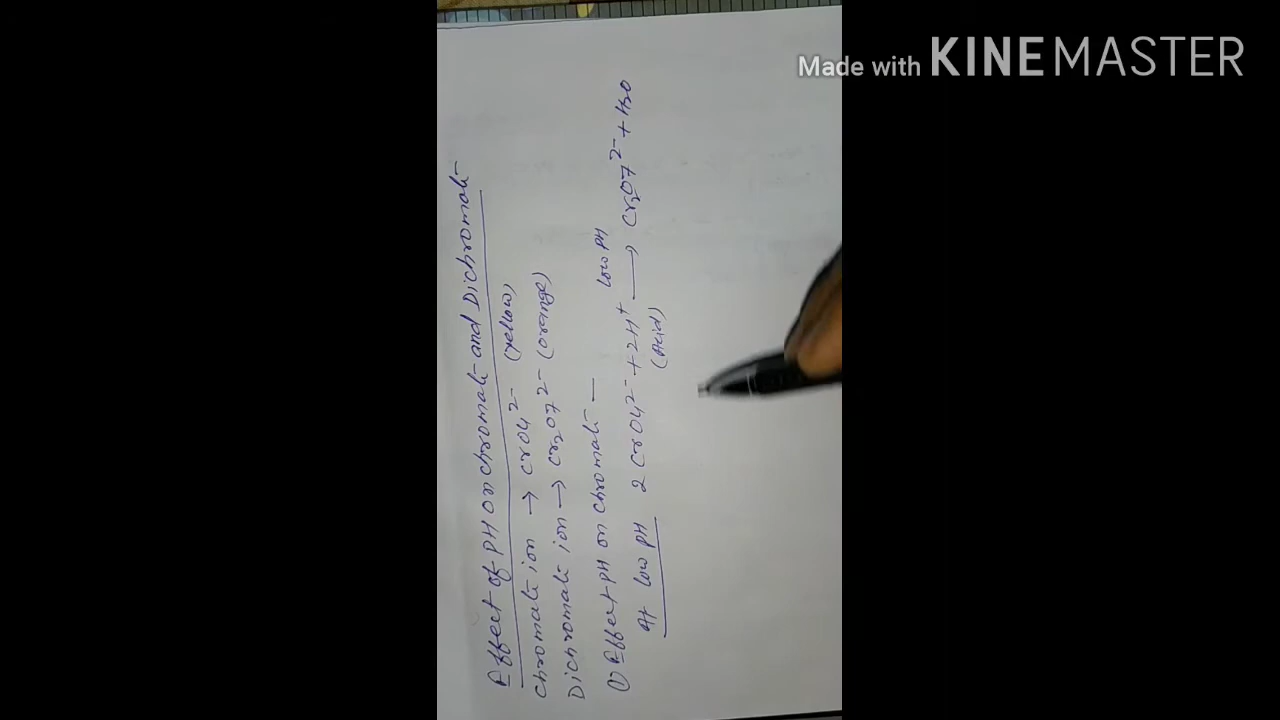 Made with KINEMASTER
Effect of PH on chromate and Dichromate
Chromate ion → CrO4 2- (yellow)
Dichromate ion → Cr2O7 2- (orange)
(1) Effect PH on chromate —
low PH
At low PH 2 CrO4 2- + 2H+ → Cr2O7 2- + H2O
(Acid)